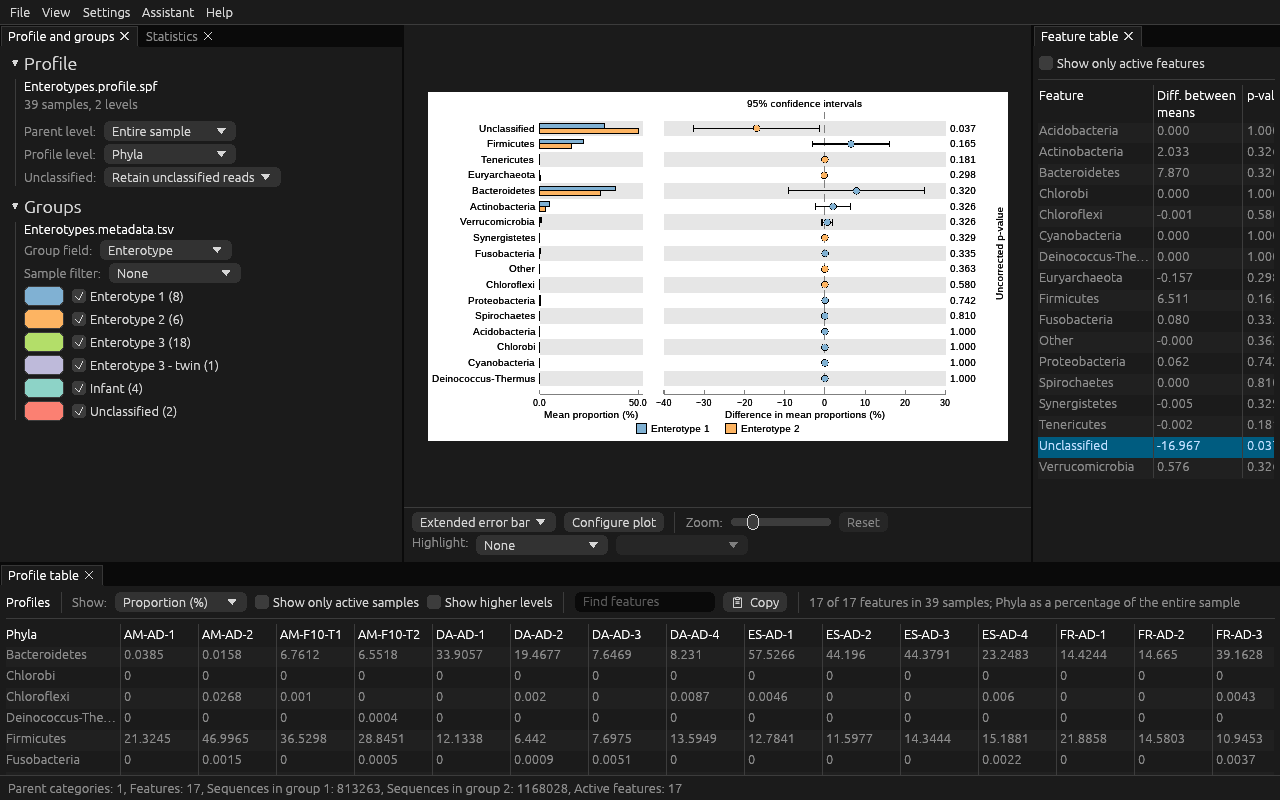 File View Settings Assistant Help
Profile and groups Statistics
Profile
Enterotypes.profile.spf
39 samples, 2 levels
Parent level: Entire sample
Profile level: Phyla
Unclassified: Retain unclassified reads
Groups
Enterotypes.metadata.tsv
Group field: Enterotype
Sample filter: None
Enterotype 1 (8)
Enterotype 2 (6)
Enterotype 3 (18)
Enterotype 3 - twin (1)
Infant (4)
Unclassified (2)
95% confidence intervals
Unclassified 0.037
Firmicutes 0.165
Tenericutes 0.181
Euryarchaeota 0.298
Bacteroidetes 0.320
Actinobacteria 0.326
Verrucomicrobia 0.326
Synergistetes 0.329
Fusobacteria 0.335
Other 0.363
Chloroflexi 0.580
Proteobacteria 0.742
Spirochaetes 0.810
Acidobacteria 1.000
Chlorobi 1.000
Cyanobacteria 1.000
Deinococcus-Thermus 1.000
Uncorrected p-value
0.0 50.0 −40 −30 −20 −10 0 10 20 30
Mean proportion (%) Difference in mean proportions (%)
Enterotype 1 Enterotype 2
Extended error bar Configure plot Zoom: Reset
Highlight: None
Feature table
Show only active features
Feature Diff. between means p-val
Acidobacteria 0.000 1.00
Actinobacteria 2.033 0.32
Bacteroidetes 7.870 0.32
Chlorobi 0.000 1.00
Chloroflexi -0.001 0.58
Cyanobacteria 0.000 1.00
Deinococcus-The... 0.000 1.00
Euryarchaeota -0.157 0.29
Firmicutes 6.511 0.16
Fusobacteria 0.080 0.33
Other -0.000 0.36
Proteobacteria 0.062 0.74
Spirochaetes 0.000 0.81
Synergistetes -0.005 0.32
Tenericutes -0.002 0.18
Unclassified -16.967 0.03
Verrucomicrobia 0.576 0.32
Profile table
Profiles Show: Proportion (%) Show only active samples Show higher levels Find features Copy 17 of 17 features in 39 samples; Phyla as a percentage of the entire sample
Phyla AM-AD-1 AM-AD-2 AM-F10-T1 AM-F10-T2 DA-AD-1 DA-AD-2 DA-AD-3 DA-AD-4 ES-AD-1 ES-AD-2 ES-AD-3 ES-AD-4 FR-AD-1 FR-AD-2 FR-AD-3
Bacteroidetes 0.0385 0.0158 6.7612 6.5518 33.9057 19.4677 7.6469 8.231 57.5266 44.196 44.3791 23.2483 14.4244 14.665 39.1628
Chlorobi 0 0 0 0 0 0 0 0 0 0 0 0 0 0 0
Chloroflexi 0 0.0268 0.001 0 0 0.002 0 0.0087 0.0046 0 0 0.006 0 0 0.0043
Deinococcus-The... 0 0 0 0.0004 0 0 0 0 0 0 0 0 0 0 0
Firmicutes 21.3245 46.9965 36.5298 28.8451 12.1338 6.442 7.6975 13.5949 12.7841 11.5977 14.3444 15.1881 21.8858 14.5803 10.9453
Fusobacteria 0 0.0015 0 0.0005 0 0.0009 0.0051 0 0 0 0 0.0022 0 0 0.0037
Parent categories: 1, Features: 17, Sequences in group 1: 813263, Sequences in group 2: 1168028, Active features: 17